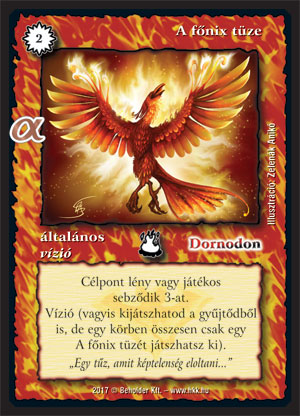 A főnix tüze
2
α
Illusztráció: Zelenák Anikó
általános
vízió
Dornodon
Célpont lény vagy játékos
sebződik 3-at.
Vízió (vagyis kijátszhatod a gyűjtődből
is, de egy körben összesen csak egy
A főnix tüzét játszhatsz ki).
„Egy tűz, amit képtelenség eloltani...”
2017 © Beholder Kft. – www.hkk.hu